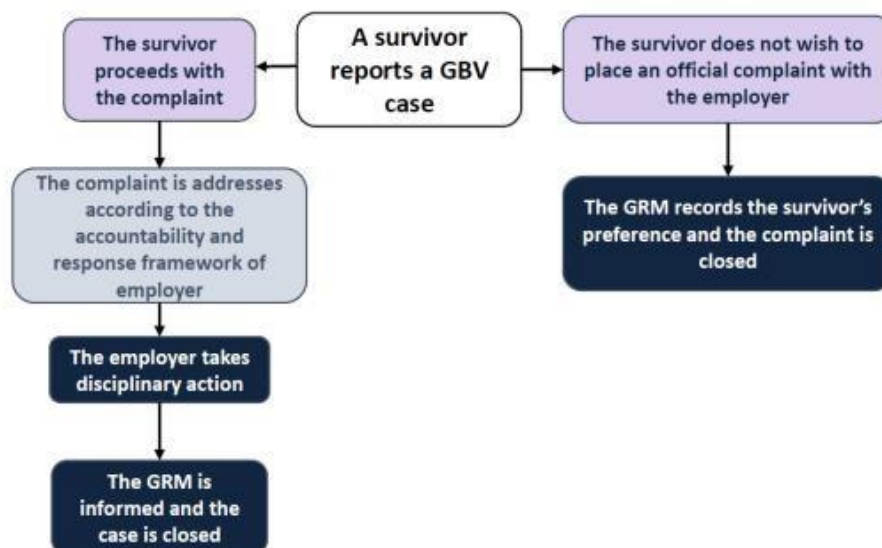 A survivor
reports a GBV
case
The survivor
proceeds with
the complaint
The survivor does not wish to
place an official complaint with
the employer
The complaint is addresses
according to the
accountability and
response framework of
employer
The GRM records the survivor's
preference and the complaint is
closed
The employer takes
disciplinary action
The GRM is
informed and the
case is closed